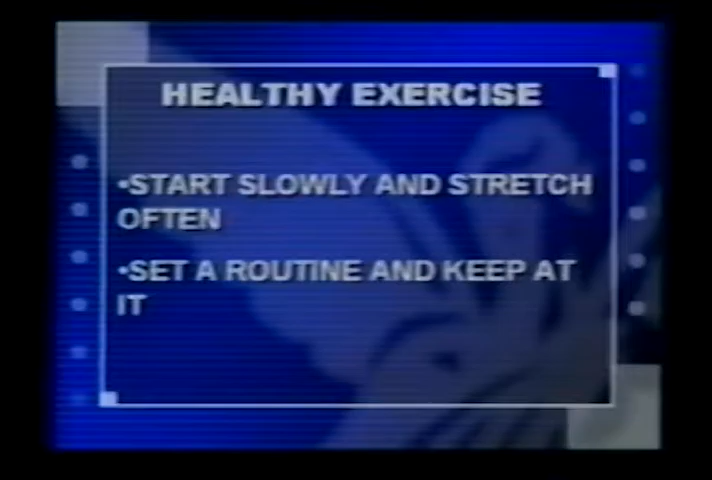 HEALTHY EXERCISE
•START SLOWLY AND STRETCH
OFTEN
•SET A ROUTINE AND KEEP AT
IT